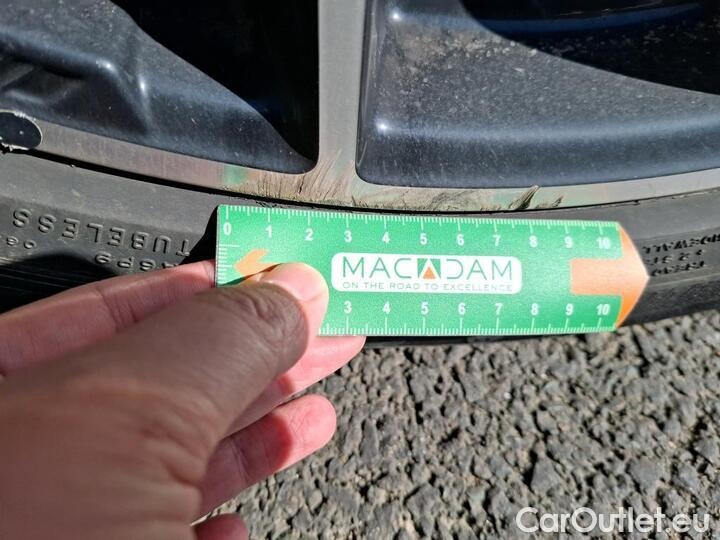 TUBELESS
0 1 2 3 4 5 6 7 8 9 10
MACADAM
ON THE ROAD TO EXCELLENCE
3 4 5 6 7 8 9 10
CarOutlet.eu